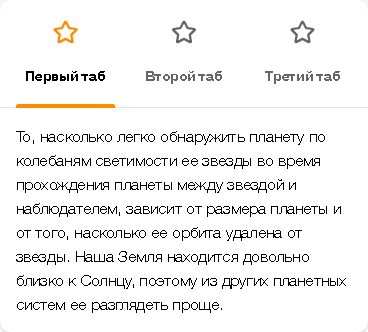 Первый таб
Второй таб
Третий таб
То, насколько легко обнаружить планету по
колебаням светимости ее звезды во время
прохождения планеты между звездой и
наблюдателем, зависит от размера планеты и
от того, насколько ее орбита удалена от
звезды. Наша Земля находится довольно
близко к Солнцу, поэтому из других планетных
систем ее разглядеть проще.